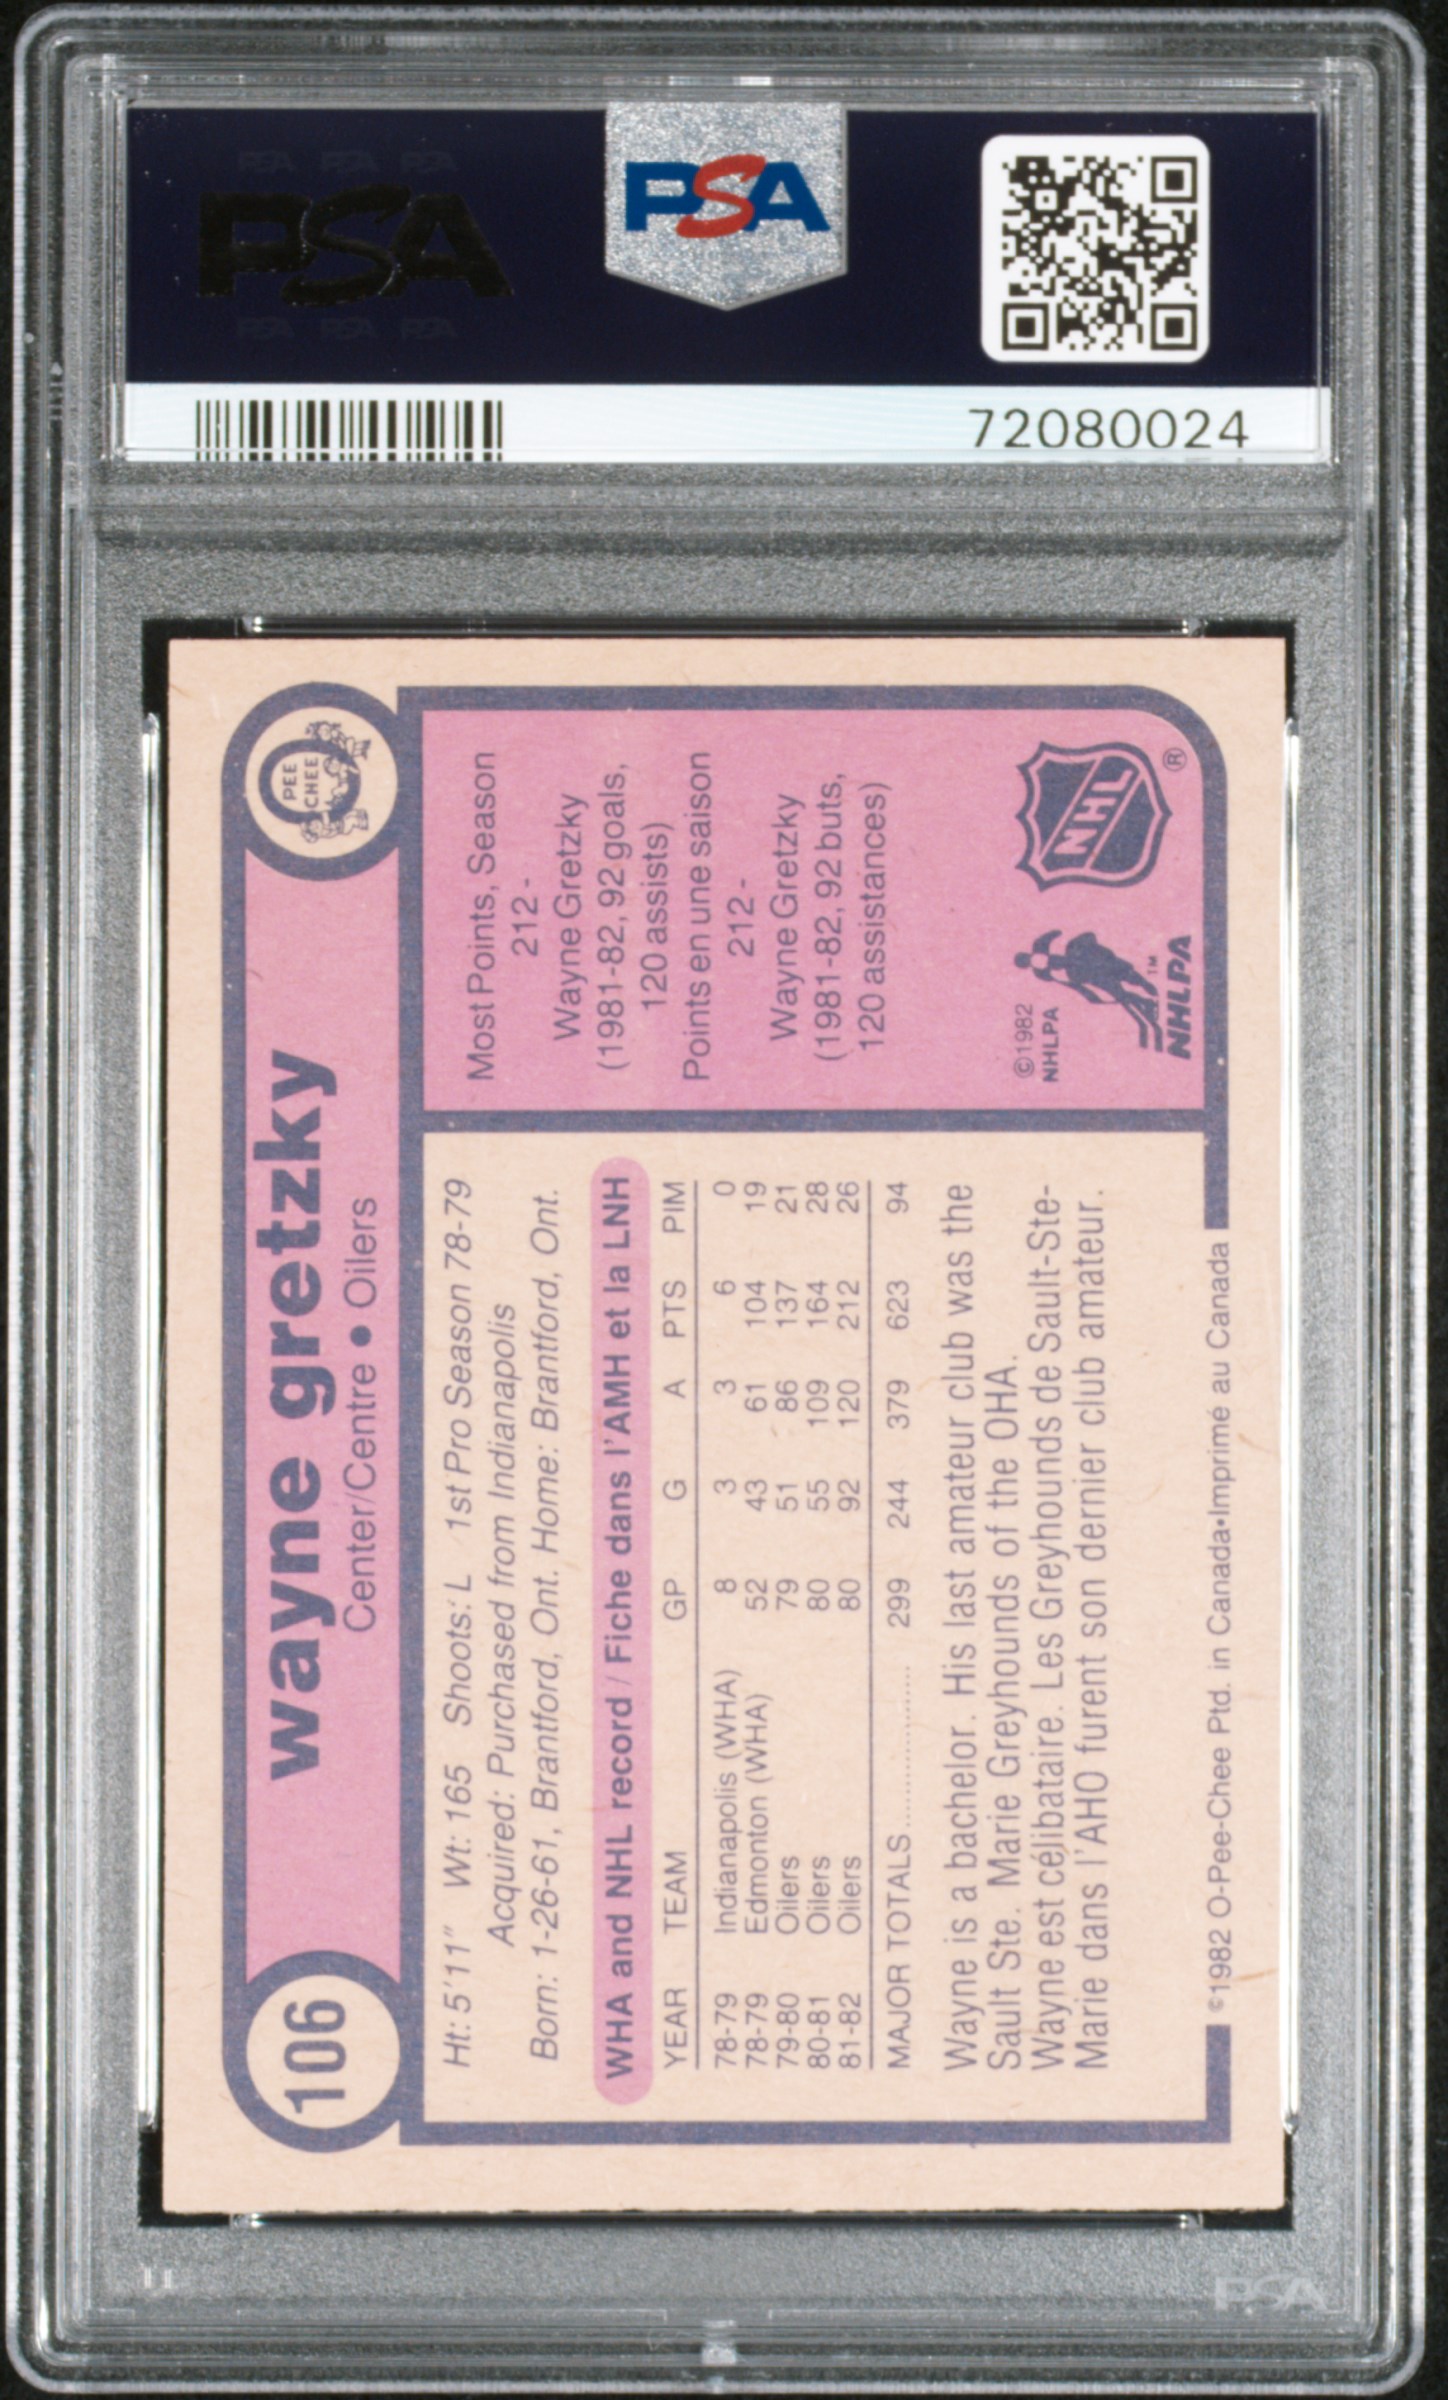 PSA PSA PSA
PSA
PSA PSA PSA
PSA
72080024
106
wayne gretzky
Center/Centre • Oilers
PEE
CHEE
Ht: 5'11" Wt: 165 Shoots: L 1st Pro Season 78-79
Acquired: Purchased from Indianapolis
Born: 1-26-61, Brantford, Ont. Home: Brantford, Ont.
WHA and NHL record / Fiche dans l'AMH et la LNH
YEAR TEAM GP G A PTS PIM
78-79 Indianapolis (WHA) 8 3 3 6 0
78-79 Edmonton (WHA) 52 43 61 104 19
79-80 Oilers 79 51 86 137 21
80-81 Oilers 80 55 109 164 28
81-82 Oilers 80 92 120 212 26
MAJOR TOTALS............... 299 244 379 623 94
Wayne is a bachelor. His last amateur club was the
Sault Ste. Marie Greyhounds of the OHA.
Wayne est célibataire. Les Greyhounds de Sault-Ste-
Marie dans l'AHO furent son dernier club amateur.
©1982 O-Pee-Chee Ptd. in Canada•Imprimé au Canada
Most Points, Season
212 -
Wayne Gretzky
(1981-82, 92 goals,
120 assists)
Points en une saison
212 -
Wayne Gretzky
(1981-82, 92 buts,
120 assistances)
©1982
NHLPA
TM
NHLPA
NHL
®
PSA